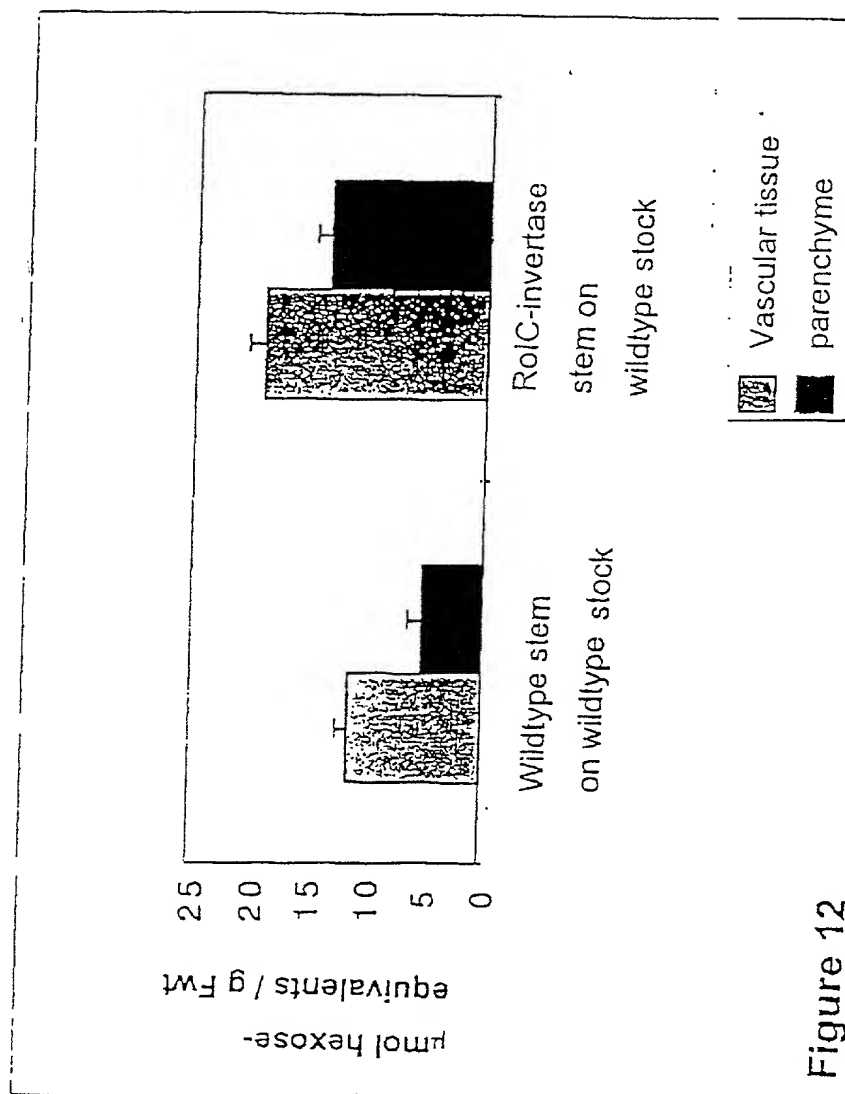 µmol hexose-
equivalents / g Fwt
25
20
15
10
5
0
Wildtype stem
on wildtype stock
RolC-invertase
stem on
wildtype stock
Vascular tissue
parenchyme
Figure 12